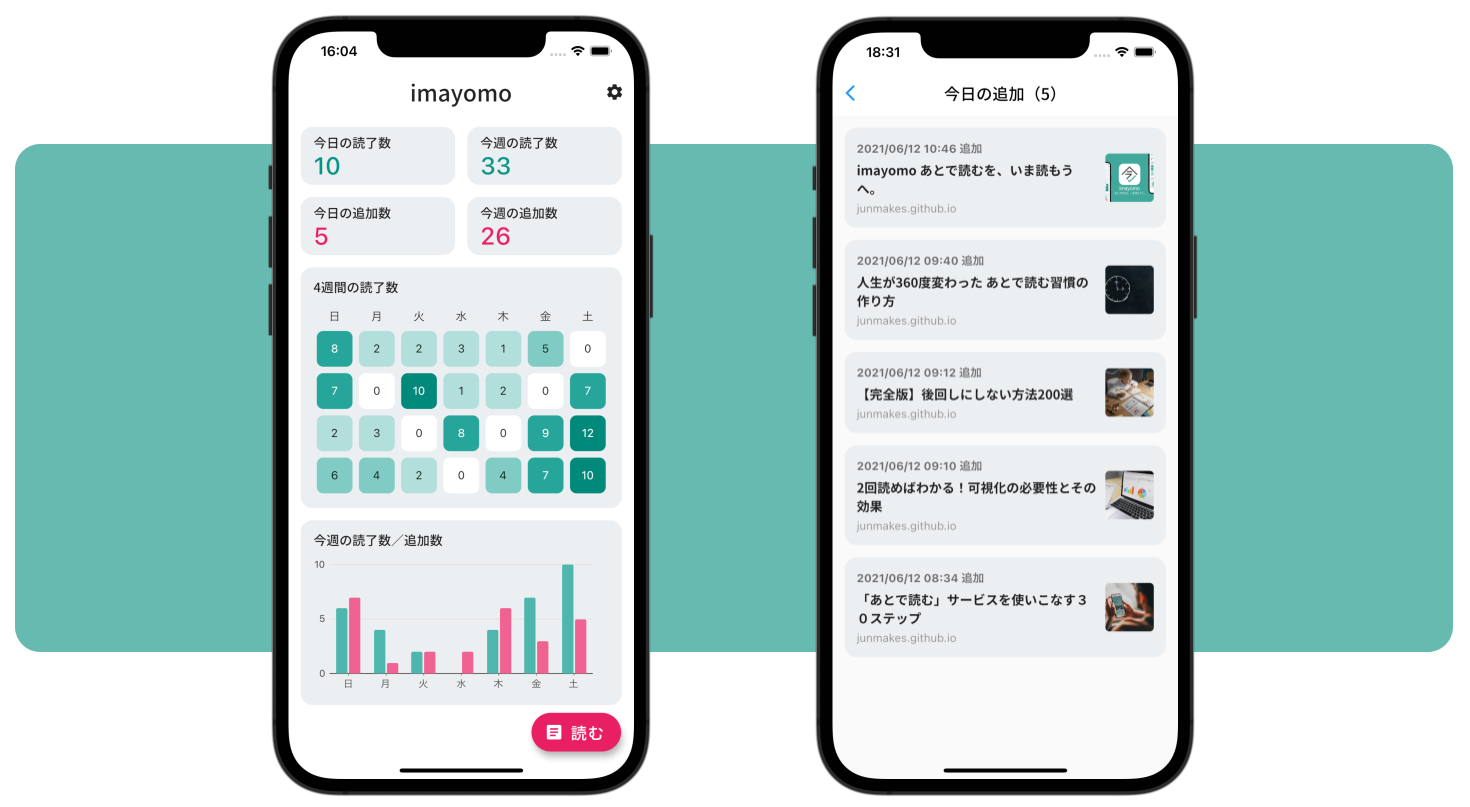 16:04
imayomo
今日の読了数
10
今週の読了数
33
今日の追加数
5
今週の追加数
26
4週間の読了数
日 月 火 水 木 金 土
8 2 2 3 1 5 0
7 0 10 1 2 0 7
2 3 0 8 0 9 12
6 4 2 0 4 7 10
今週の読了数／追加数
10
5
0
日 月 火 水 木 金 土
読む
18:31
今日の追加（5）
2021/06/12 10:46 追加
imayomo あとで読むを、いま読もう
へ。
junmakes.github.io
今
imayomo
2021/06/12 09:40 追加
人生が360度変わった あとで読む習慣の
作り方
junmakes.github.io
2021/06/12 09:12 追加
【完全版】後回しにしない方法200選
junmakes.github.io
2021/06/12 09:10 追加
2回読めばわかる！可視化の必要性とその
効果
junmakes.github.io
2021/06/12 08:34 追加
「あとで読む」サービスを使いこなす３
０ステップ
junmakes.github.io